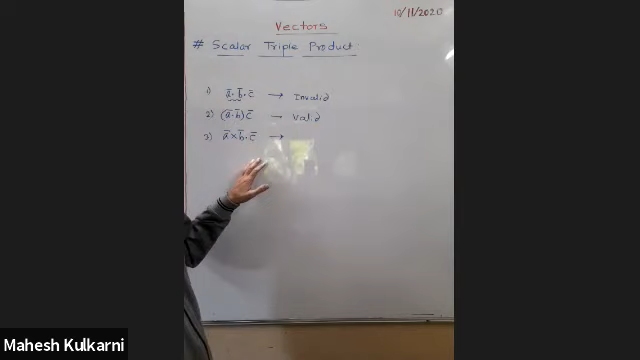 10/11/2020
Vectors
# Scalar Triple Product
1) a̅ · b̅ · c̅ → Invalid
2) (a̅ · b̅) c̅ → Valid
3) a̅ × b̅ · c̅ →
Mahesh Kulkarni